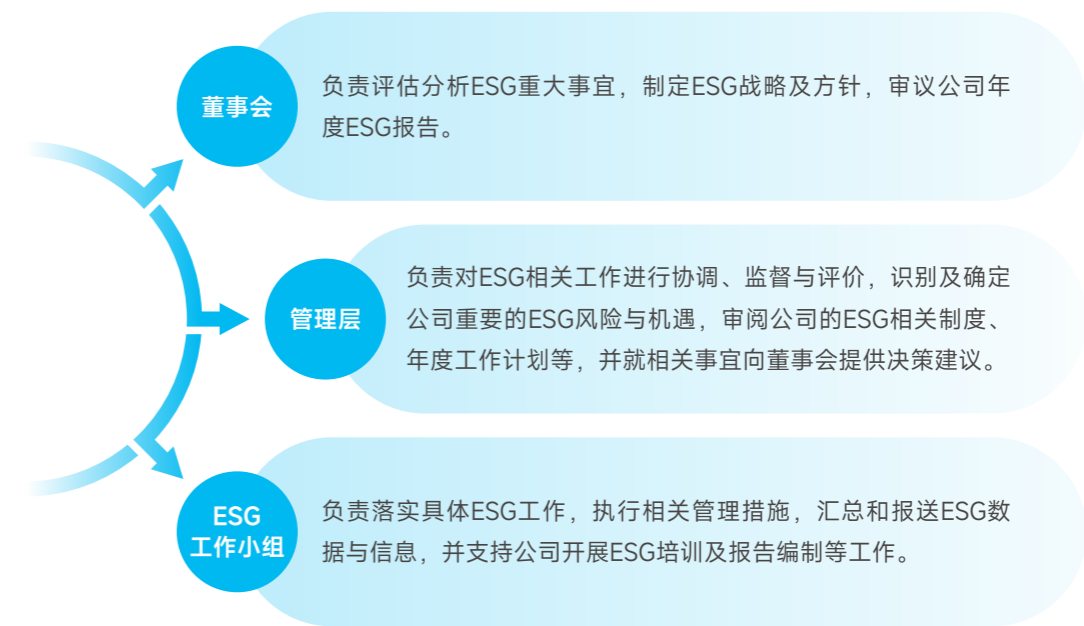 董事会
负责评估分析ESG重大事宜，制定ESG战略及方针，审议公司年
度ESG报告。
管理层
负责对ESG相关工作进行协调、监督与评价，识别及确定
公司重要的ESG风险与机遇，审阅公司的ESG相关制度、
年度工作计划等，并就相关事宜向董事会提供决策建议。
ESG
工作小组
负责落实具体ESG工作，执行相关管理措施，汇总和报送ESG数
据与信息，并支持公司开展ESG培训及报告编制等工作。